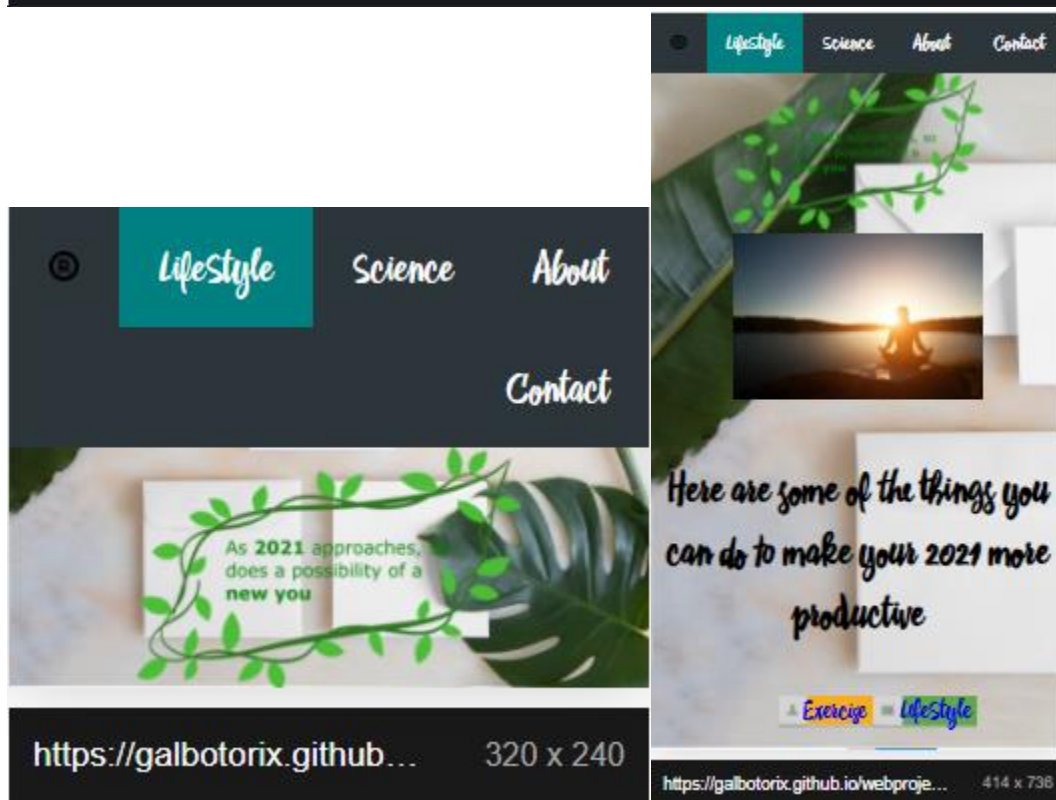 LifeStyle Science About
Contact
As 2021 approaches,
does a possibility of a
new you
https://galbotorix.github... 320 x 240
LifeStyle Science About Contact
Here are some of the things you
can do to make your 2021 more
productive
Exercise LifeStyle
https://galbotorix.github.io/webproje... 414 x 736